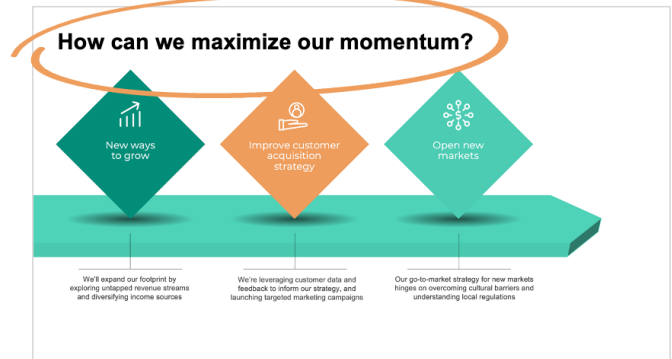 How can we maximize our momentum?
New ways
to grow
Improve customer
acquisition
strategy
Open new
markets
We'll expand our footprint by
exploring untapped revenue streams
and diversifying income sources
We're leveraging customer data and
feedback to inform our strategy, and
launching targeted marketing campaigns
Our go-to-market strategy for new markets
hinges on overcoming cultural barriers and
understanding local regulations